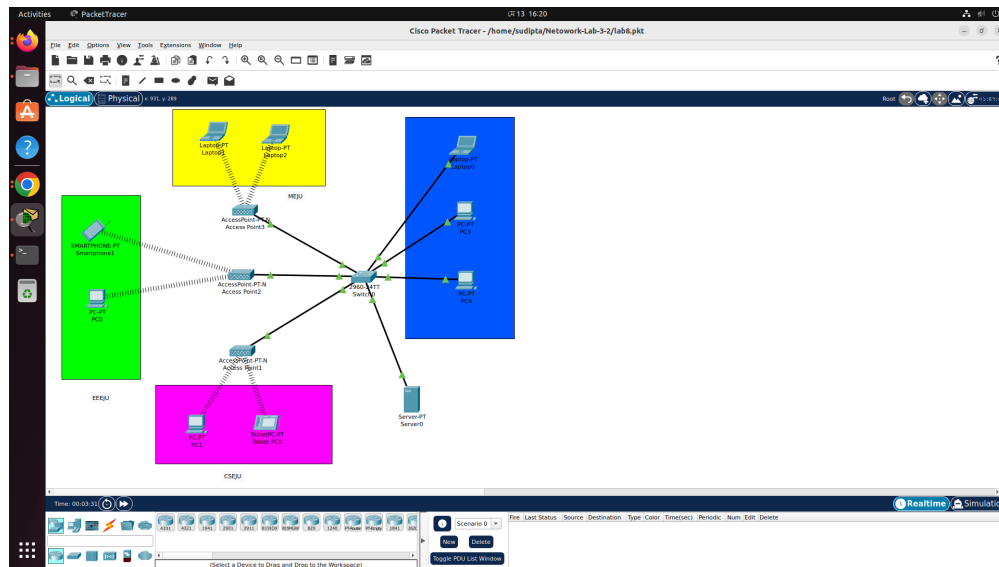 Activities PacketTracer মে 13 16:20
Cisco Packet Tracer - /home/sudipta/Netowork-Lab-3-2/lab8.pkt
File Edit Options View Tools Extensions Window Help
Logical Physical x: 931, y: 289 Root
Laptop-PT
Laptop1
Laptop-PT
Laptop2
MEJU
Laptop-PT
Laptop0
AccessPoint-PT-N
Access Point3
PC-PT
PC3
SMARTPHONE-PT
Smartphone1
AccessPoint-PT-N
Access Point2
2960-24TT
Switch0
PC-PT
PC4
PC-PT
PC0
AccessPoint-PT-N
Access Point1
EEEJU
Server-PT
Server0
PC-PT
PC1
TabletPC-PT
Tablet PC0
CSEJU
Time: 00:03:31 Realtime Simulatio
4331 4321 1941 2901 2911 819IOX 819HGW 829 1240 PT-Router PT-Empty 1841
Scenario 0
New Delete
Toggle PDU List Window
Fire Last Status Source Destination Type Color Time(sec) Periodic Num Edit Delete
(Select a Device to Drag and Drop to the Workspace)